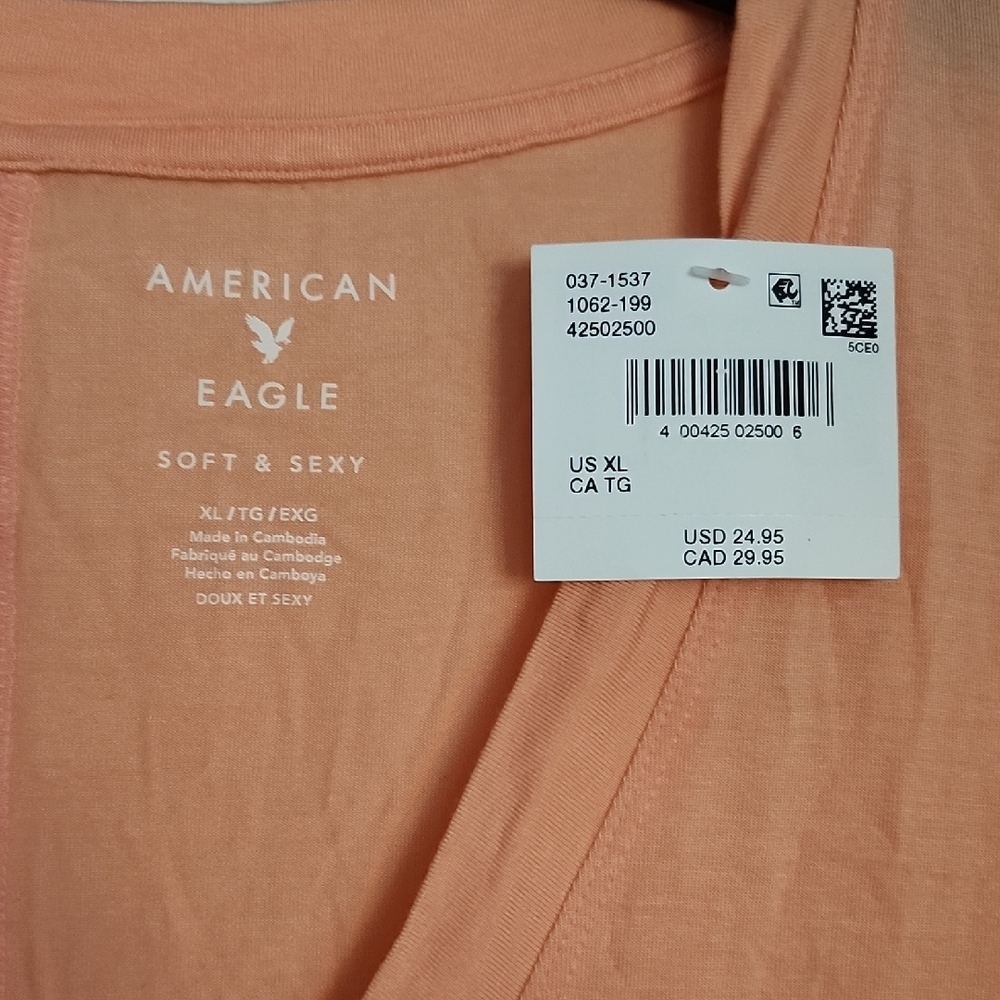 AMERICAN
EAGLE
SOFT & SEXY
XL/TG/EXG
Made in Cambodia
Fabriqué au Cambodge
Hecho en Camboya
DOUX ET SEXY
037-1537
1062-199
42502500
5CE0
4 00425 02500 6
US XL
CA TG
USD 24.95
CAD 29.95